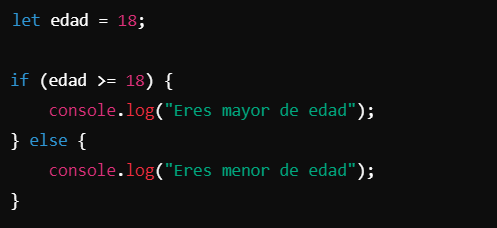 let edad = 18;
if (edad >= 18) {
console.log("Eres mayor de edad");
} else {
console.log("Eres menor de edad");
}